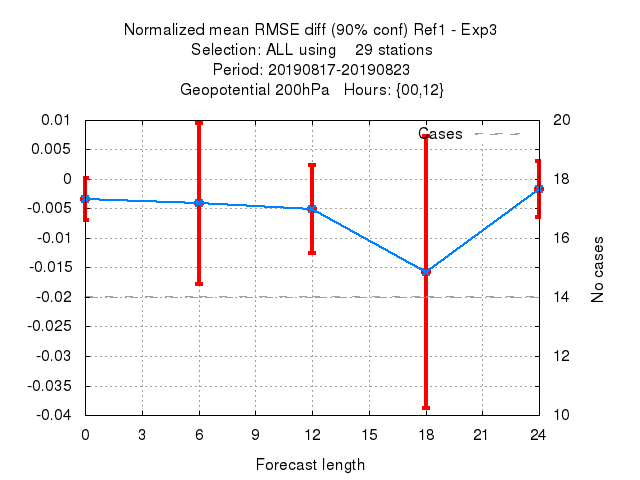 Normalized mean RMSE diff (90% conf) Ref1 - Exp3
Selection: ALL using 29 stations
Period: 20190817-20190823
Geopotential 200hPa Hours: {00,12}
0.01
0.005
0
-0.005
-0.01
-0.015
-0.02
-0.025
-0.03
-0.035
-0.04
Cases
20
18
16
14
12
10
No cases
0 3 6 9 12 15 18 21 24
Forecast length